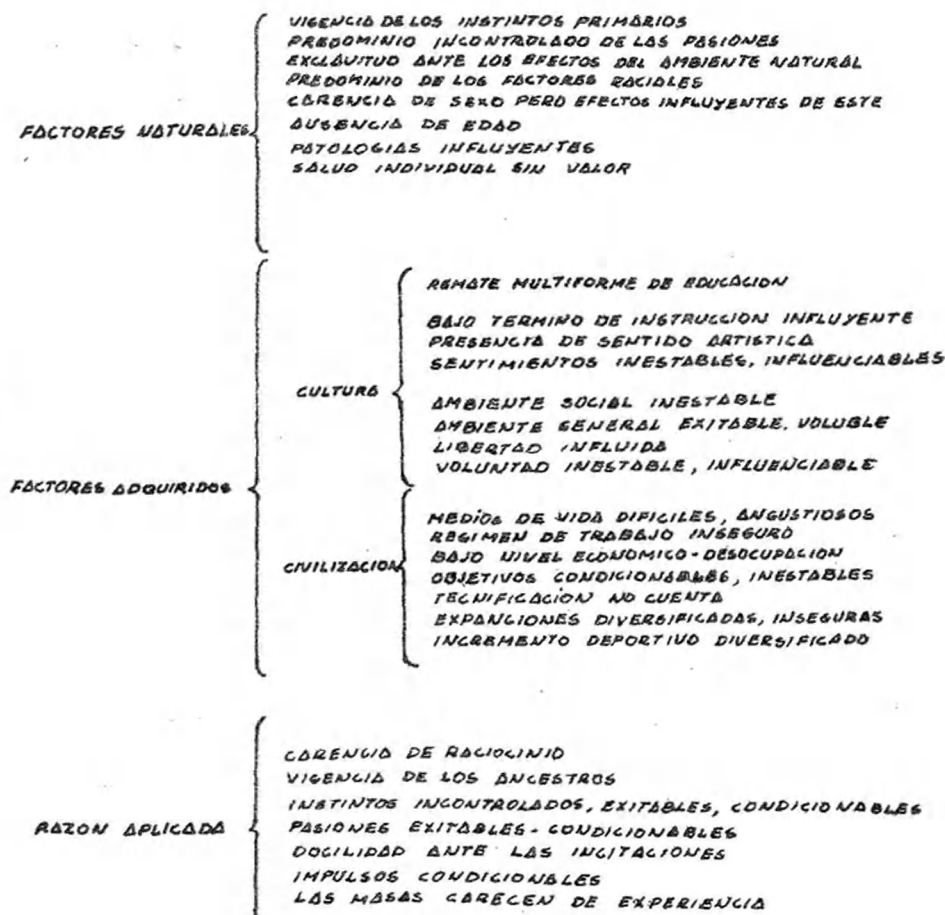 VIGENCIA DE LOS INSTINTOS PRIMARIOS
PREDOMINIO INCONTROLADO DE LAS PASIONES
EXCLAVITUD ANTE LOS EFECTOS DEL AMBIENTE NATURAL
PREDOMINIO DE LOS FACTORES RACIALES
CARENCIA DE SEXO PERO EFECTOS INFLUYENTES DE ESTE
FACTORES NATURALES
AUSENCIA DE EDAD
PATOLOGIAS INFLUYENTES
SALUD INDIVIDUAL SIN VALOR
FACTORES ADQUIRIDOS
CULTURA
REMATE MULTIFORME DE EDUCACION
BAJO TERMINO DE INSTRUCCION INFLUYENTE
PRESENCIA DE SENTIDO ARTISTICA
SENTIMIENTOS INESTABLES, INFLUENCIABLES
AMBIENTE SOCIAL INESTABLE
AMBIENTE GENERAL EXITABLE, VOLUBLE
LIBERTAD INFLUIDA
VOLUNTAD INESTABLE, INFLUENCIABLE
CIVILIZACION
MEDIOS DE VIDA DIFICILES, ANGUSTIOSOS
REGIMEN DE TRABAJO INSEGURO
BAJO NIVEL ECONOMICO-DESOCUPACION
OBJETIVOS CONDICIONABLES, INESTABLES
TECNIFICACION NO CUENTA
EXPANCIONES DIVERSIFICADAS, INSEGURAS
INCREMENTO DEPORTIVO DIVERSIFICADO
RAZON APLICADA
CARENCIA DE RACIOCINIO
VIGENCIA DE LOS ANCESTROS
INSTINTOS INCONTROLADOS, EXITABLES, CONDICIONABLES
PASIONES EXITABLES-CONDICIONABLES
DOCILIDAD ANTE LAS INCITACIONES
IMPULSOS CONDICIONABLES
LAS MASAS CARECEN DE EXPERIENCIA